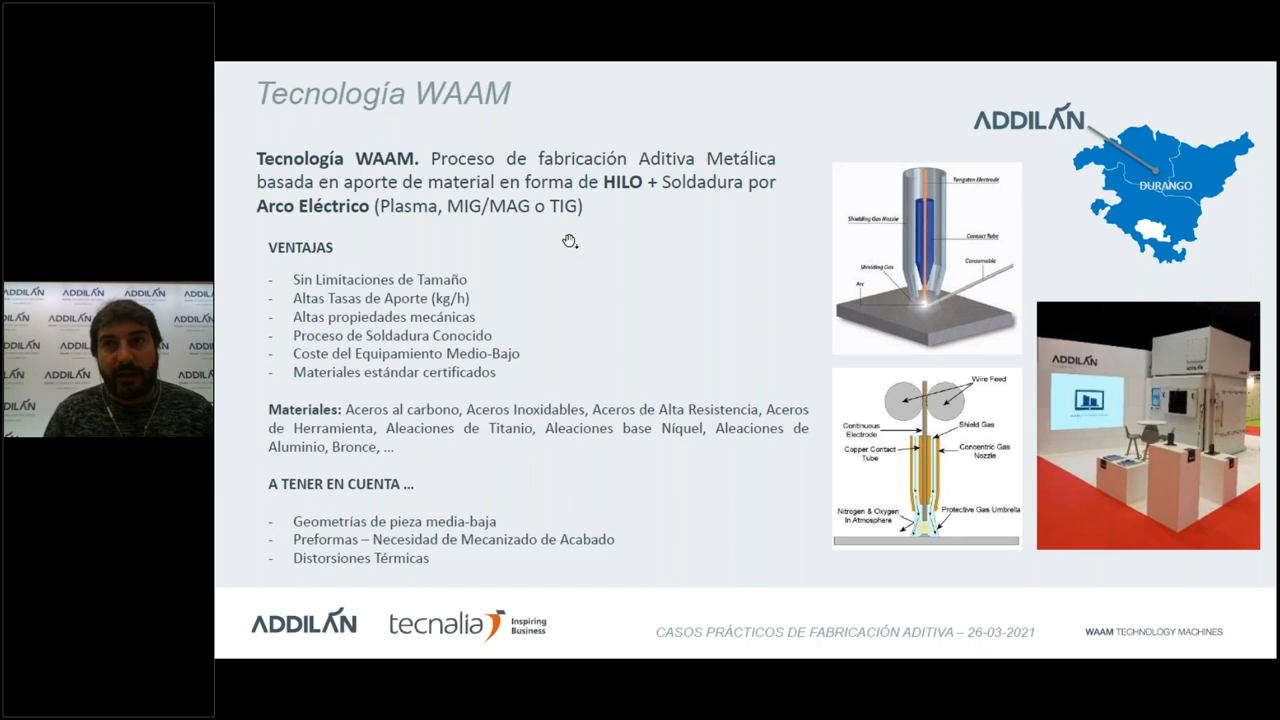 Tecnología WAAM
ADDILAN
Tecnología WAAM. Proceso de fabricación Aditiva Metálica
basada en aporte de material en forma de HILO + Soldadura por
Arco Eléctrico (Plasma, MIG/MAG o TIG)
DURANGO
VENTAJAS
- Sin Limitaciones de Tamaño
- Altas Tasas de Aporte (kg/h)
- Altas propiedades mecánicas
- Proceso de Soldadura Conocido
- Coste del Equipamiento Medio-Bajo
- Materiales estándar certificados
Materiales: Aceros al carbono, Aceros Inoxidables, Aceros de Alta Resistencia, Aceros
de Herramienta, Aleaciones de Titanio, Aleaciones base Níquel, Aleaciones de
Aluminio, Bronce, ...
A TENER EN CUENTA ...
- Geometrías de pieza media-baja
- Preformas – Necesidad de Mecanizado de Acabado
- Distorsiones Térmicas
Tungsten Electrode
Shielding Gas Nozzle
Contact Tube
Consumable
Shielding Gas
Arc
Wire Feed
Continuous
Electrode
Shield Gas
Copper Contact
Tube
Concentric Gas
Nozzle
Nitrogen & Oxygen
In Atmosphere
Protective Gas Umbrella
ADDILAN
ADDILAN
ADDILAN
ADDILAN
ADDILAN
ADDILAN
ADDILAN
ADDILAN
ADDILAN
tecnalia
Inspiring
Business
CASOS PRÁCTICOS DE FABRICACIÓN ADITIVA – 26-03-2021
WAAM TECHNOLOGY MACHINES